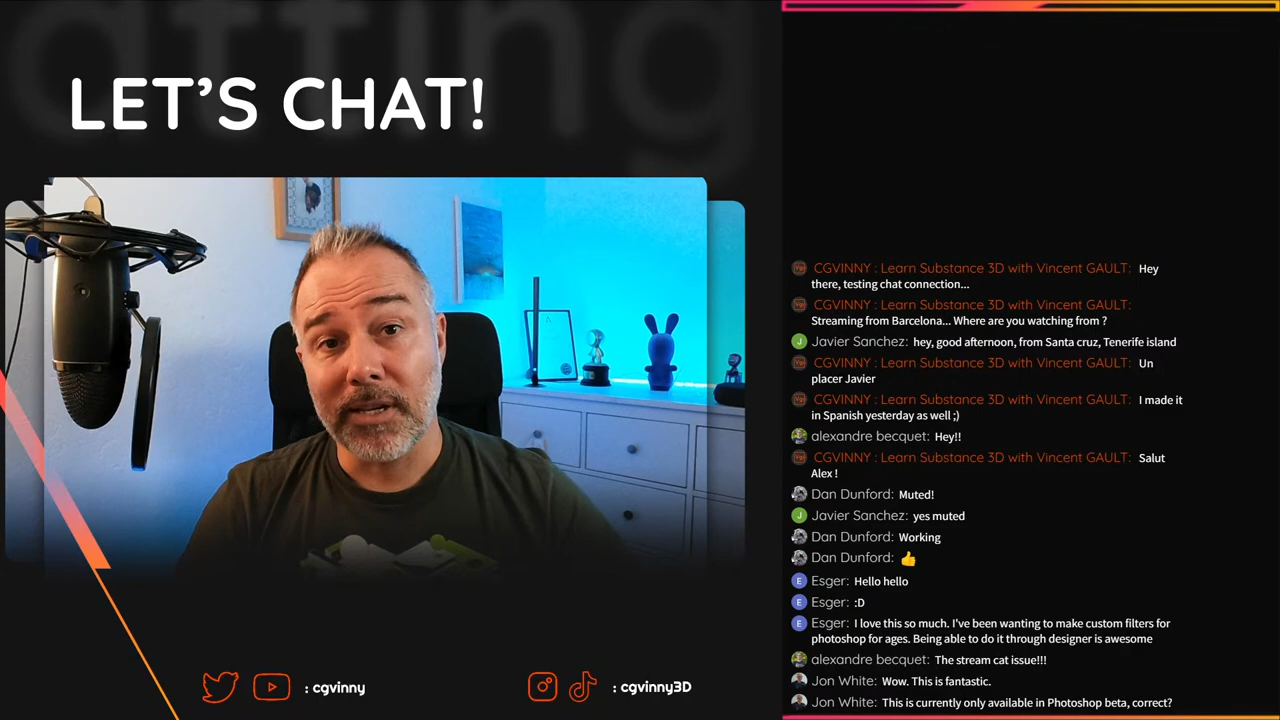 atting
LET'S CHAT!
CGVINNY : Learn Substance 3D with Vincent GAULT: Hey
there, testing chat connection...
CGVINNY : Learn Substance 3D with Vincent GAULT:
Streaming from Barcelona... Where are you watching from ?
J Javier Sanchez: hey, good afternoon, from Santa cruz, Tenerife island
CGVINNY : Learn Substance 3D with Vincent GAULT: Un
placer Javier
CGVINNY : Learn Substance 3D with Vincent GAULT: I made it
in Spanish yesterday as well ;)
alexandre becquet: Hey!!
CGVINNY : Learn Substance 3D with Vincent GAULT: Salut
Alex !
Dan Dunford: Muted!
J Javier Sanchez: yes muted
Dan Dunford: Working
Dan Dunford: 👍
E Esger: Hello hello
E Esger: :D
E Esger: I love this so much. I've been wanting to make custom filters for
photoshop for ages. Being able to do it through designer is awesome
alexandre becquet: The stream cat issue!!!
Jon White: Wow. This is fantastic.
Jon White: This is currently only available in Photoshop beta, correct?
: cgvinny
: cgvinny3D